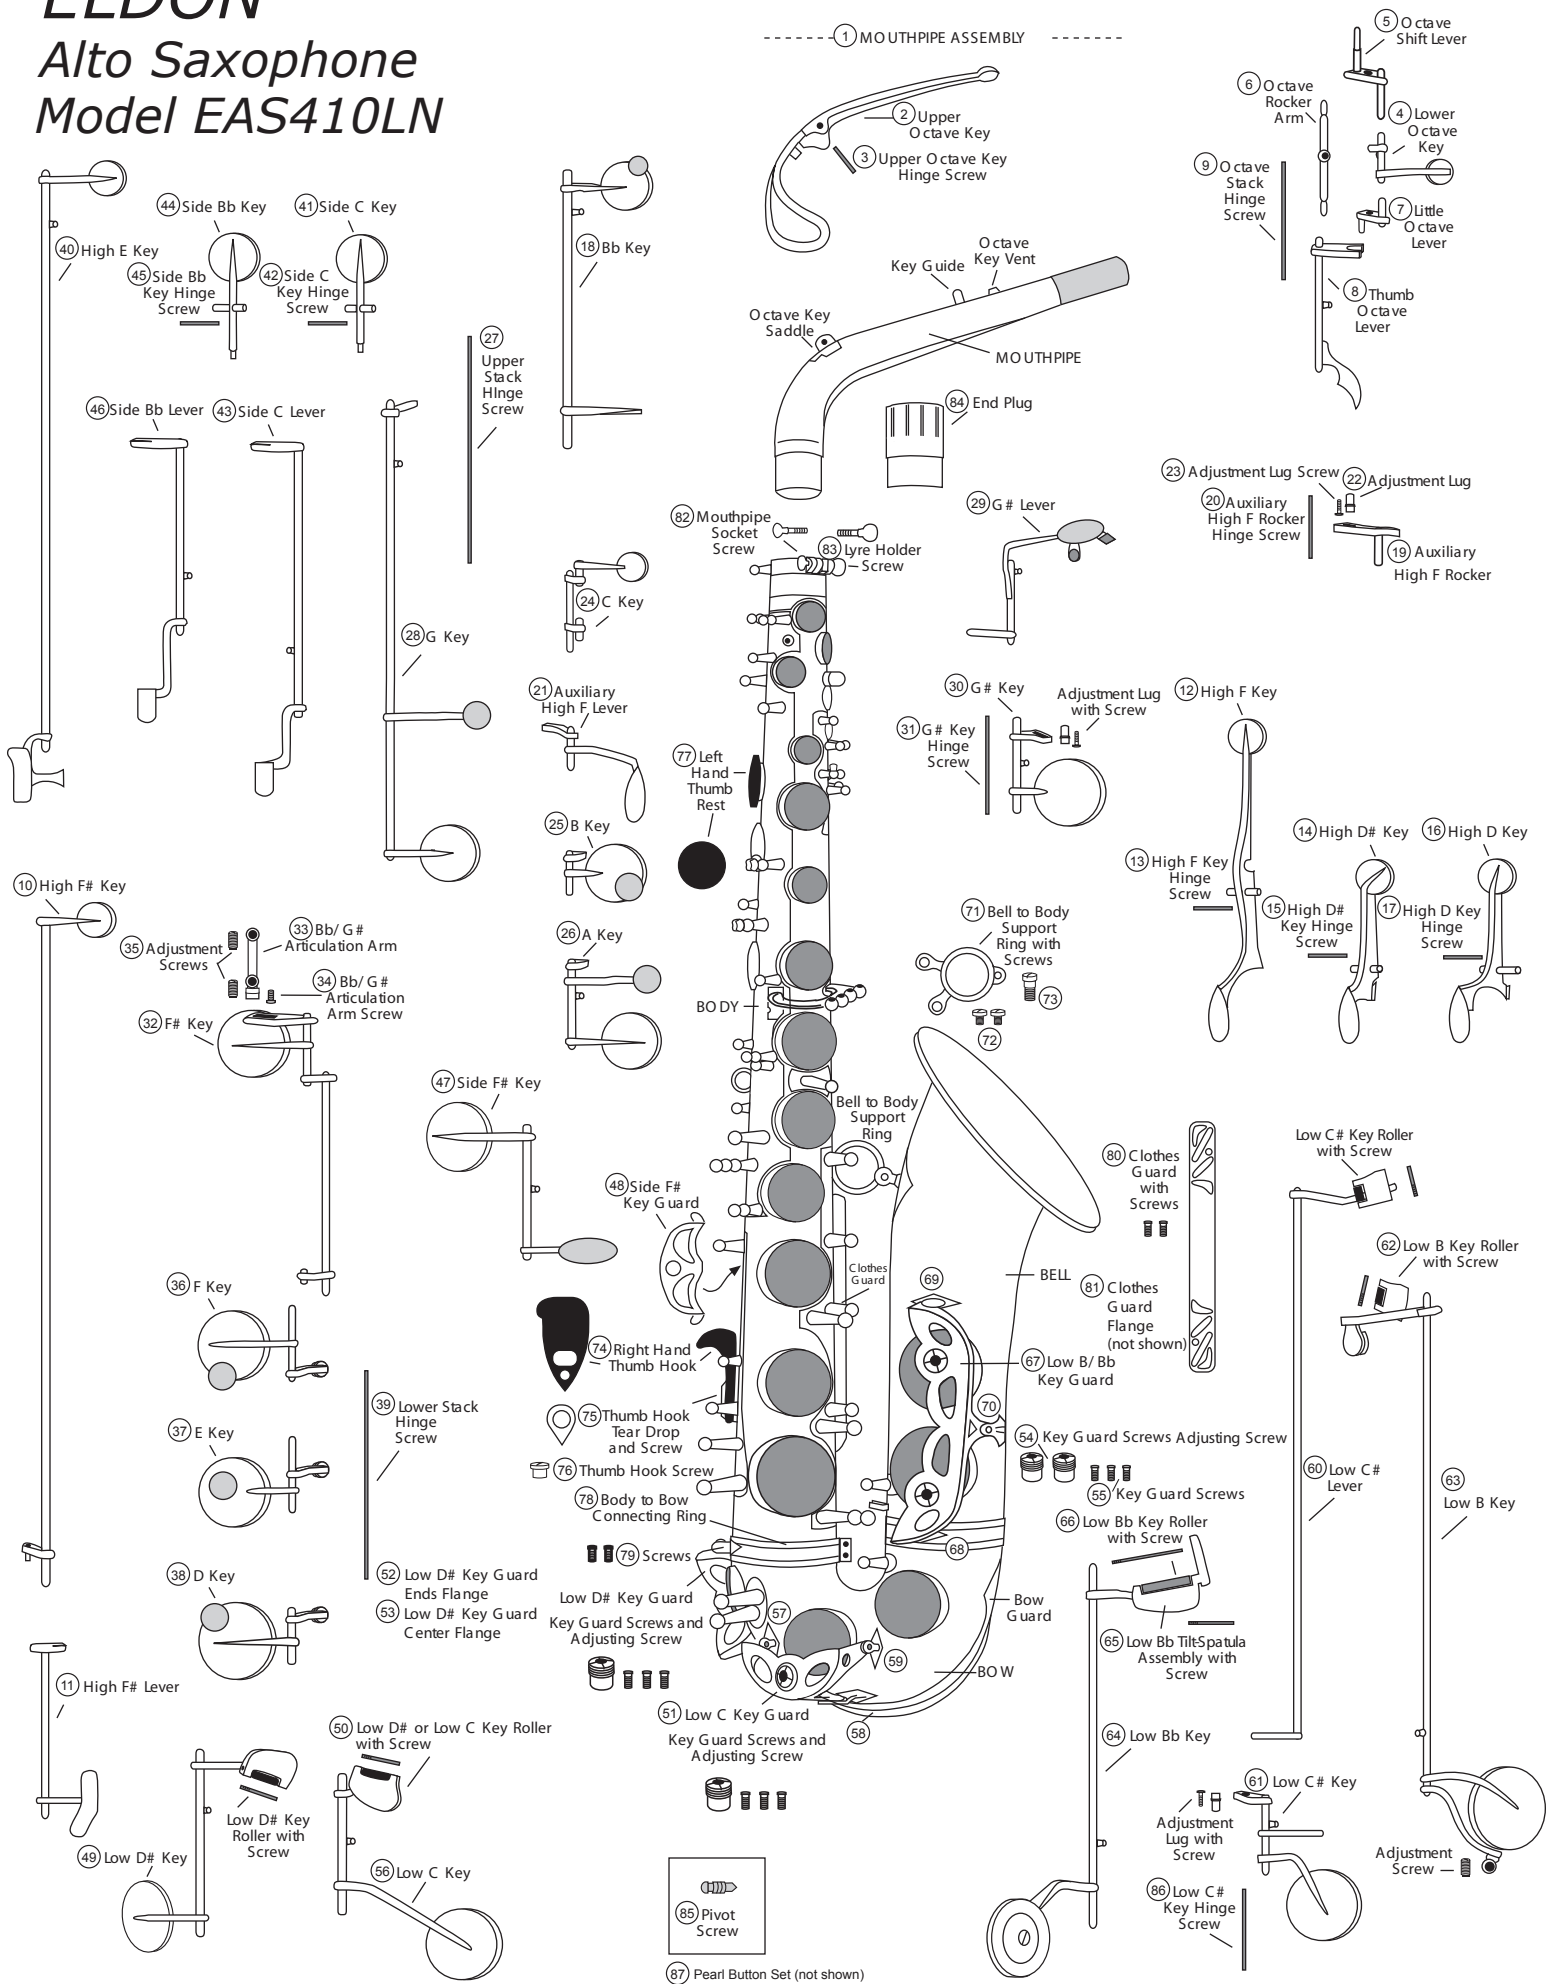 ELDON
Alto Saxophone
Model EAS410LN
1 MOUTHPIPE ASSEMBLY
2 Upper
Octave Key
3 Upper Octave Key
Hinge Screw
5 Octave
Shift Lever
6 Octave
Rocker
Arm
4 Lower
Octave
Key
9 Octave
Stack
Hinge
Screw
7 Little
Octave
Lever
8 Thumb
Octave
Lever
40 High E Key
44 Side Bb Key
41 Side C Key
45 Side Bb
Key Hinge
Screw
42 Side C
Key Hinge
Screw
18 Bb Key
27
Upper
Stack
HInge
Screw
Octave
Key Vent
Key Guide
Octave Key
Saddle
MOUTHPIPE
84 End Plug
46 Side Bb Lever
43 Side C Lever
23 Adjustment Lug Screw
22 Adjustment Lug
20 Auxiliary
High F Rocker
Hinge Screw
19 Auxiliary
High F Rocker
29 G# Lever
82 Mouthpipe
Socket
Screw
83 Lyre Holder
Screw
24 C Key
28 G Key
21 Auxiliary
High F Lever
30 G# Key
Adjustment Lug
with Screw
31 G# Key
Hinge
Screw
12 High F Key
77 Left
Hand
Thumb
Rest
25 B Key
14 High D# Key
16 High D Key
13 High F Key
Hinge
Screw
15 High D#
Key Hinge
Screw
17 High D Key
Hinge
Screw
10 High F# Key
33 Bb/ G#
Articulation Arm
35 Adjustment
Screws
34 Bb/ G#
Articulation
Arm Screw
32 F# Key
26 A Key
71 Bell to Body
Support
Ring with
Screws
73
72
BODY
47 Side F# Key
Bell to Body
Support
Ring
48 Side F#
Key Guard
80 Clothes
Guard
with
Screws
Low C# Key Roller
with Screw
62 Low B Key Roller
with Screw
Clothes
Guard
69
BELL
81 Clothes
Guard
Flange
(not shown)
36 F Key
74 Right Hand
Thumb Hook
67 Low B/ Bb
Key Guard
39 Lower Stack
Hinge
Screw
75 Thumb Hook
Tear Drop
and Screw
70
54 Key Guard Screws Adjusting Screw
37 E Key
76 Thumb Hook Screw
55 Key Guard Screws
60 Low C#
Lever
63
Low B Key
78 Body to Bow
Connecting Ring
66 Low Bb Key Roller
with Screw
79 Screws
68
38 D Key
52 Low D# Key Guard
Ends Flange
53 Low D# Key Guard
Center Flange
Low D# Key Guard
Key Guard Screws and
Adjusting Screw
57
Bow
Guard
65 Low Bb Tilt-Spatula
Assembly with
Screw
59
BOW
11 High F# Lever
51 Low C Key Guard
58
Key Guard Screws and
Adjusting Screw
50 Low D# or Low C Key Roller
with Screw
64 Low Bb Key
61 Low C# Key
Low D# Key
Roller with
Screw
Adjustment
Lug with
Screw
49 Low D# Key
56 Low C Key
Adjustment
Screw
86 Low C#
Key Hinge
Screw
85 Pivot
Screw
87 Pearl Button Set (not shown)